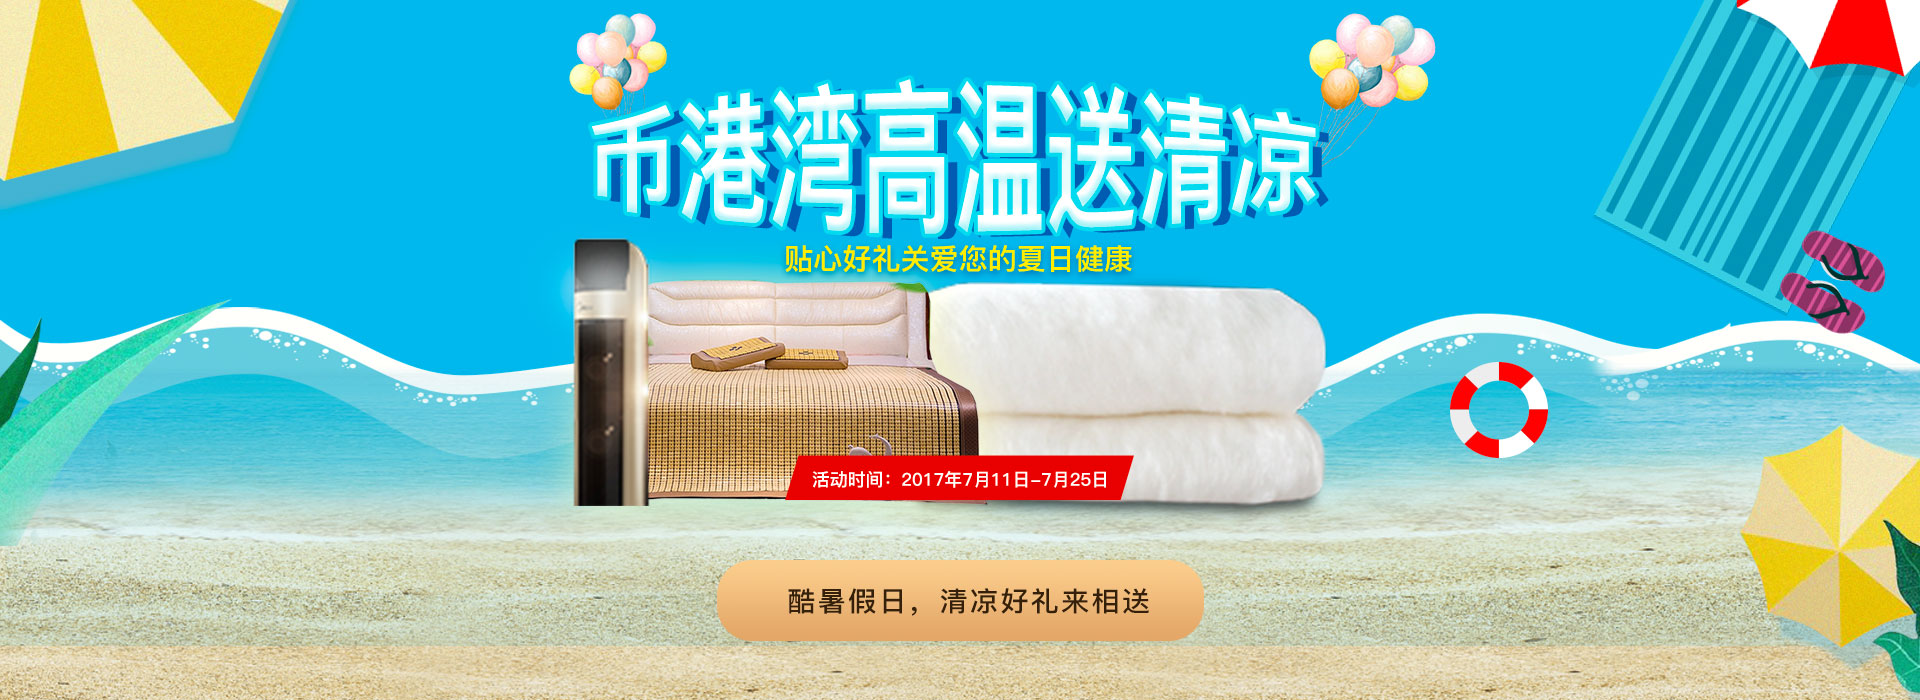 币港湾高温送清凉
贴心好礼关爱您的夏日健康
活动时间：2017年7月11日-7月25日
酷暑假日，清凉好礼来相送